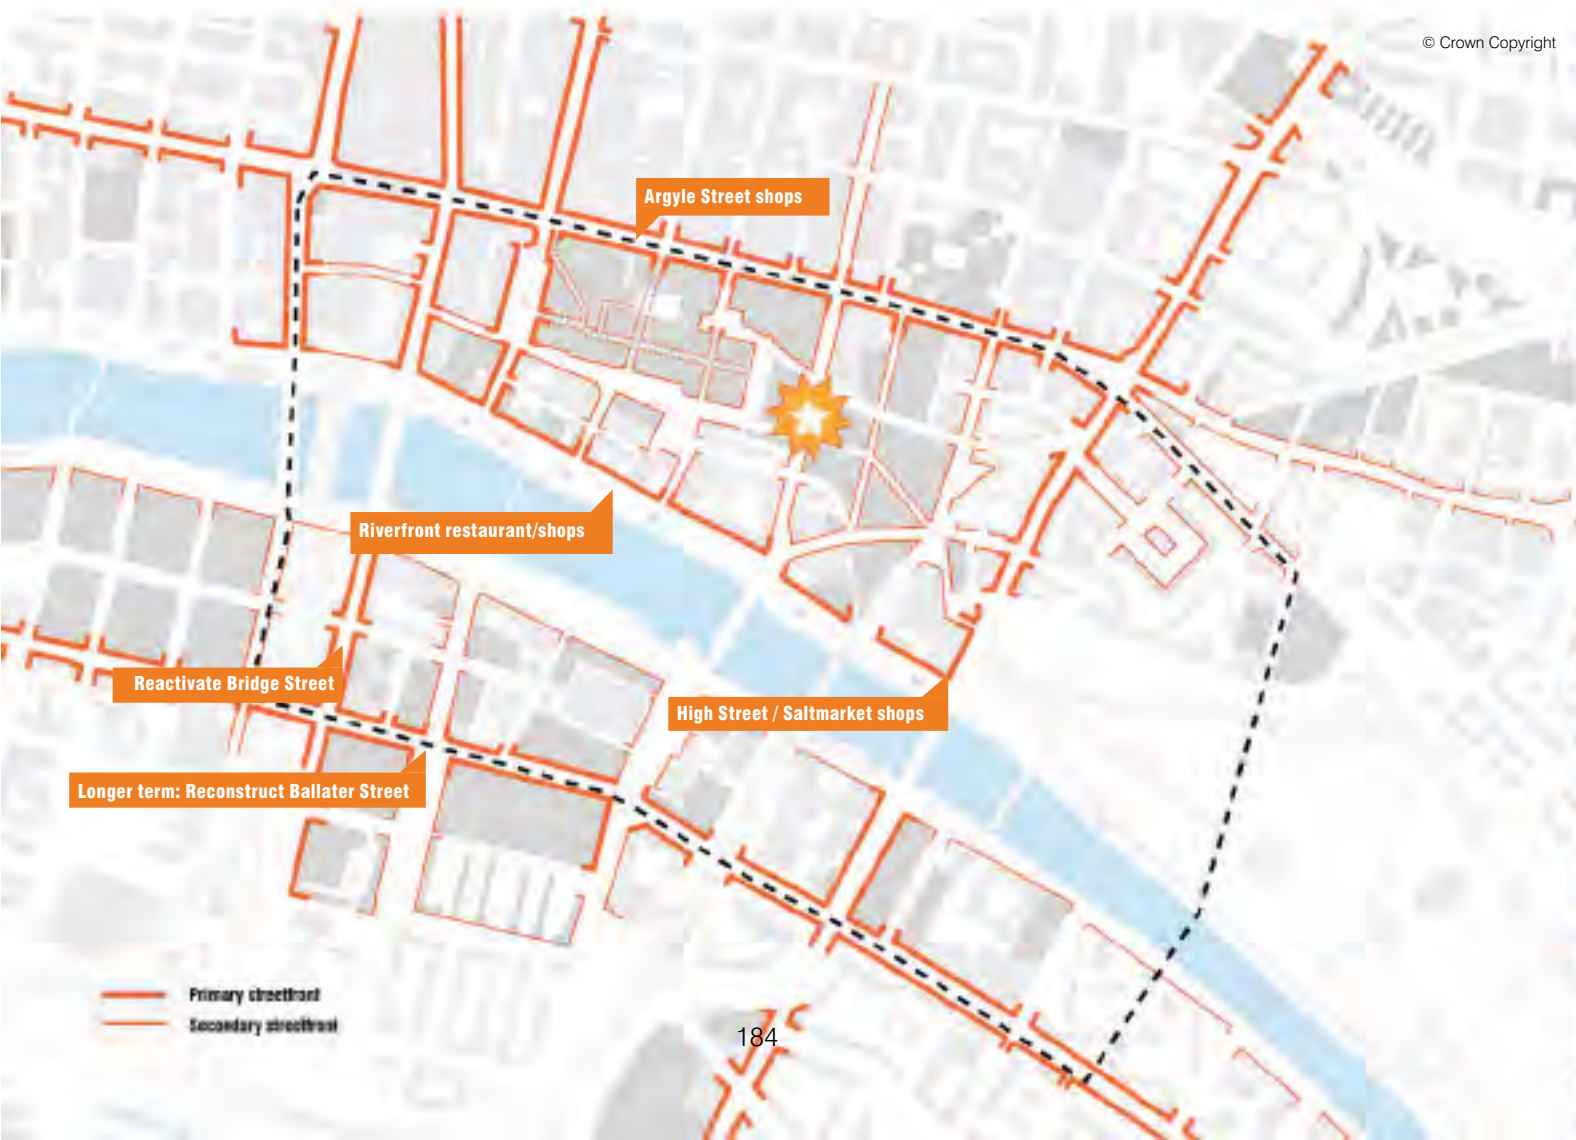 © Crown Copyright
Argyle Street shops
Riverfront restaurant/shops
Reactivate Bridge Street
High Street / Saltmarket shops
Longer term: Reconstruct Ballater Street
Primary streetfront
Secondary streetfront
184